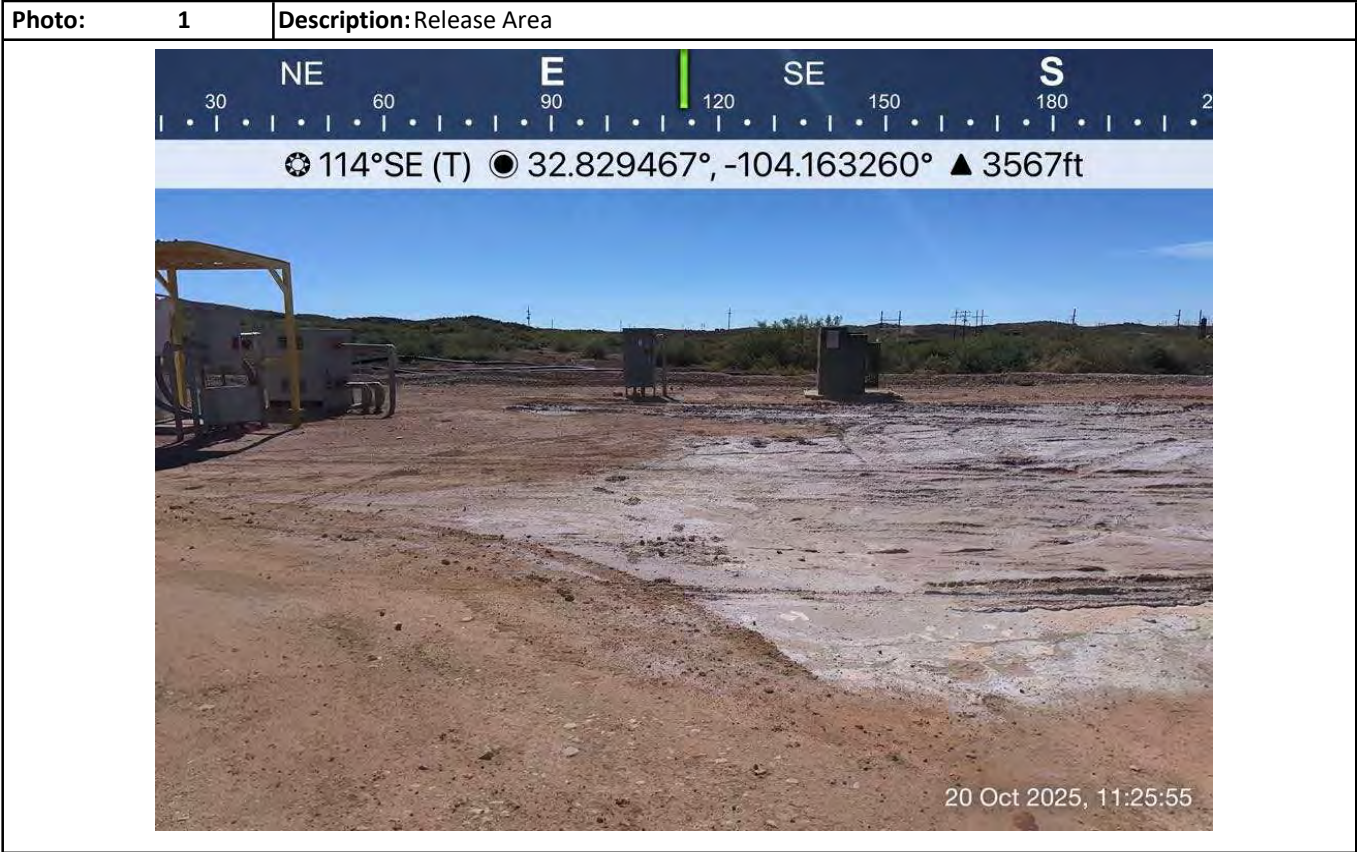 Photo: 1 Description: Release Area
NE E SE S
30 60 90 120 150 180 2
114°SE (T) 32.829467°, -104.163260° ▲ 3567ft
20 Oct 2025, 11:25:55